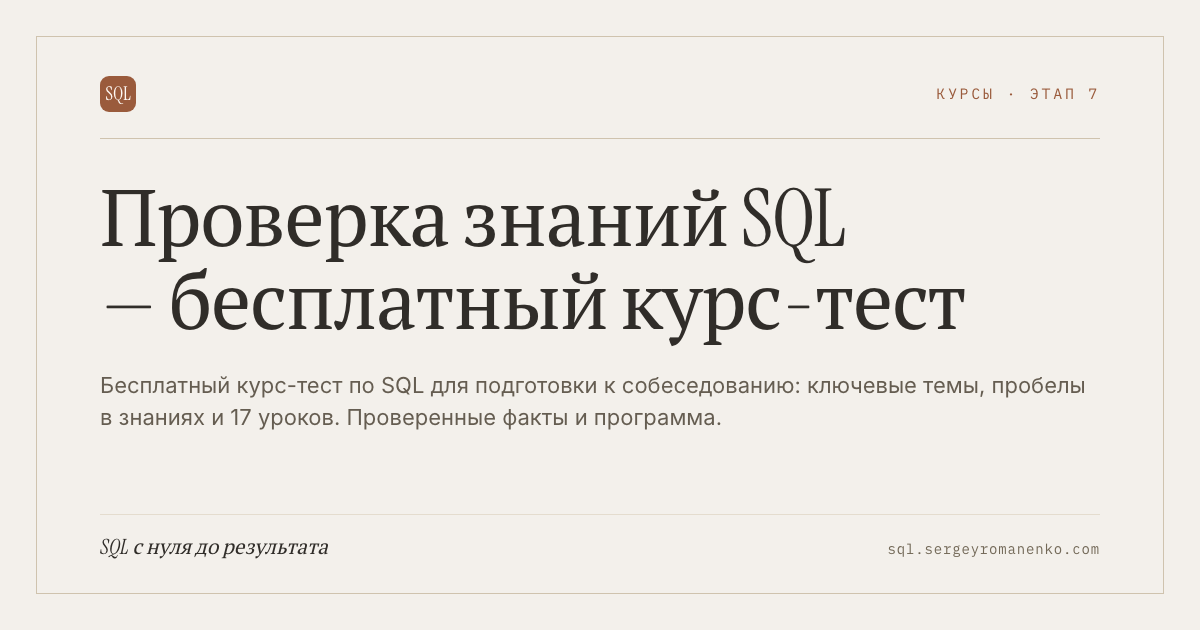 SQL
КУРСЫ · ЭТАП 7
Проверка знаний SQL
— бесплатный курс-тест
Бесплатный курс-тест по SQL для подготовки к собеседованию: ключевые темы, пробелы
в знаниях и 17 уроков. Проверенные факты и программа.
SQL с нуля до результата
sql.sergeyromanenko.com